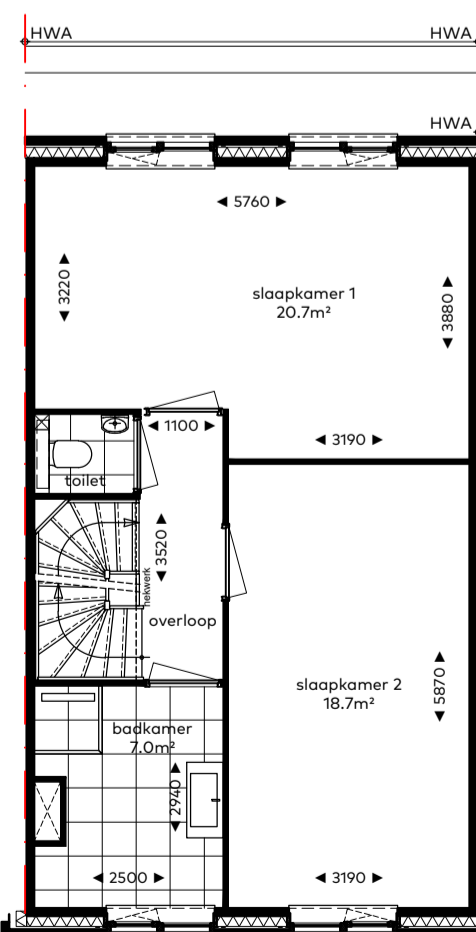 HWA
HWA
HWA
5760
3220
slaapkamer 1
20.7m²
3880
1100
3190
toilet
3520
hekwerk
overloop
slaapkamer 2
18.7m²
5870
badkamer
7.0m²
2940
2500
3190